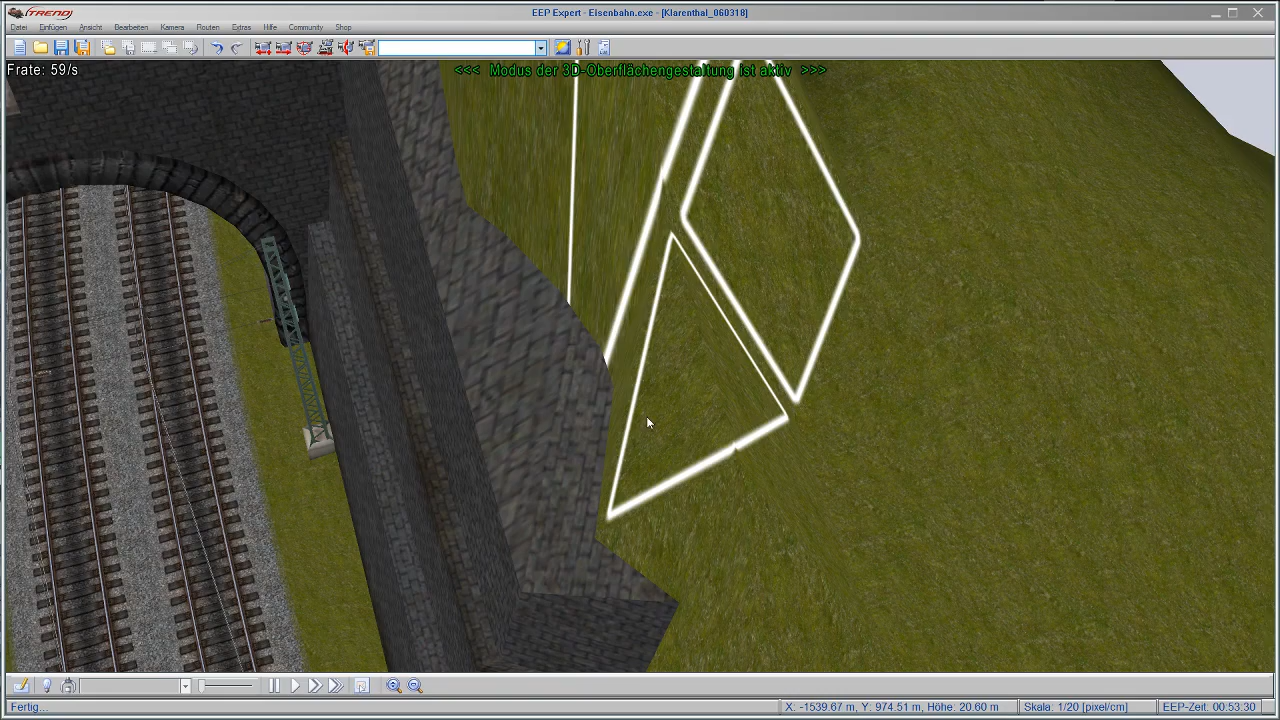 TREND
EEP Expert - Eisenbahn.exe - [Klarenthal_060318]
Datei Einfügen Ansicht Bearbeiten Kamera Routen Extras Hilfe Community Shop
Frate: 59/s
<<< Modus der 3D-Oberflächengestaltung ist aktiv >>>
Fertig...
X: -1539.67 m, Y: 974.51 m, Höhe: 20.60 m
Skala: 1/20 [pixel/cm]
EEP-Zeit: 00:53:30